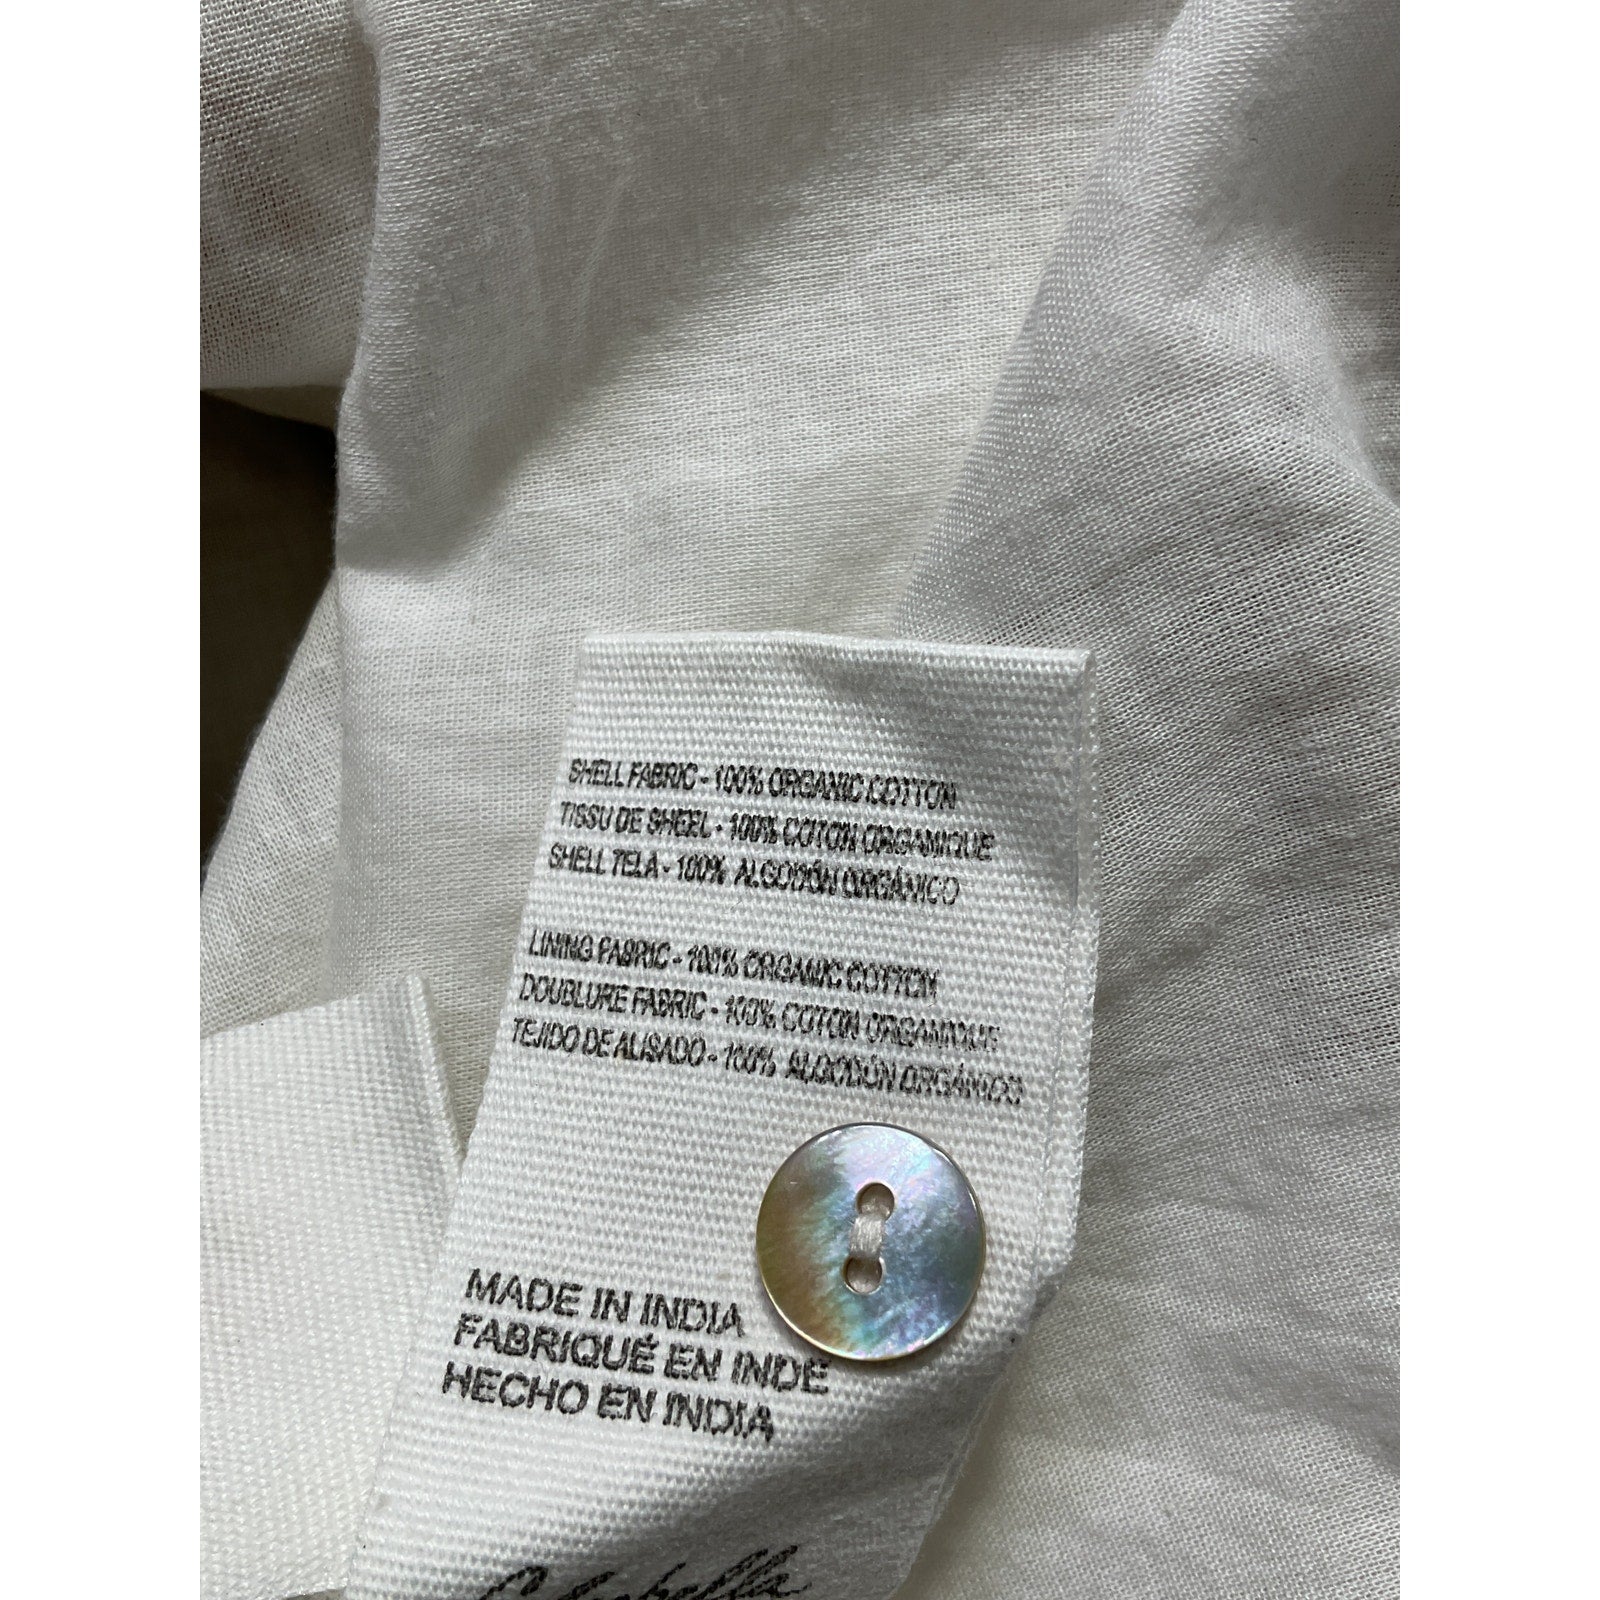 SHELL FABRIC - 100% ORGANIC COTTON
TISSU DE SHEEL - 100% COTON ORGANIQUE
SHELL TELA - 100% ALGODÓN ORGÁNICO
LINING FABRIC - 100% ORGANIC COTTON
DOUBLURE FABRIC - 100% COTON ORGANIQUE
TEJIDO DE ALISADO - 100% ALGODÓN ORGÁNICO
MADE IN INDIA
FABRIQUÉ EN INDE
HECHO EN INDIA